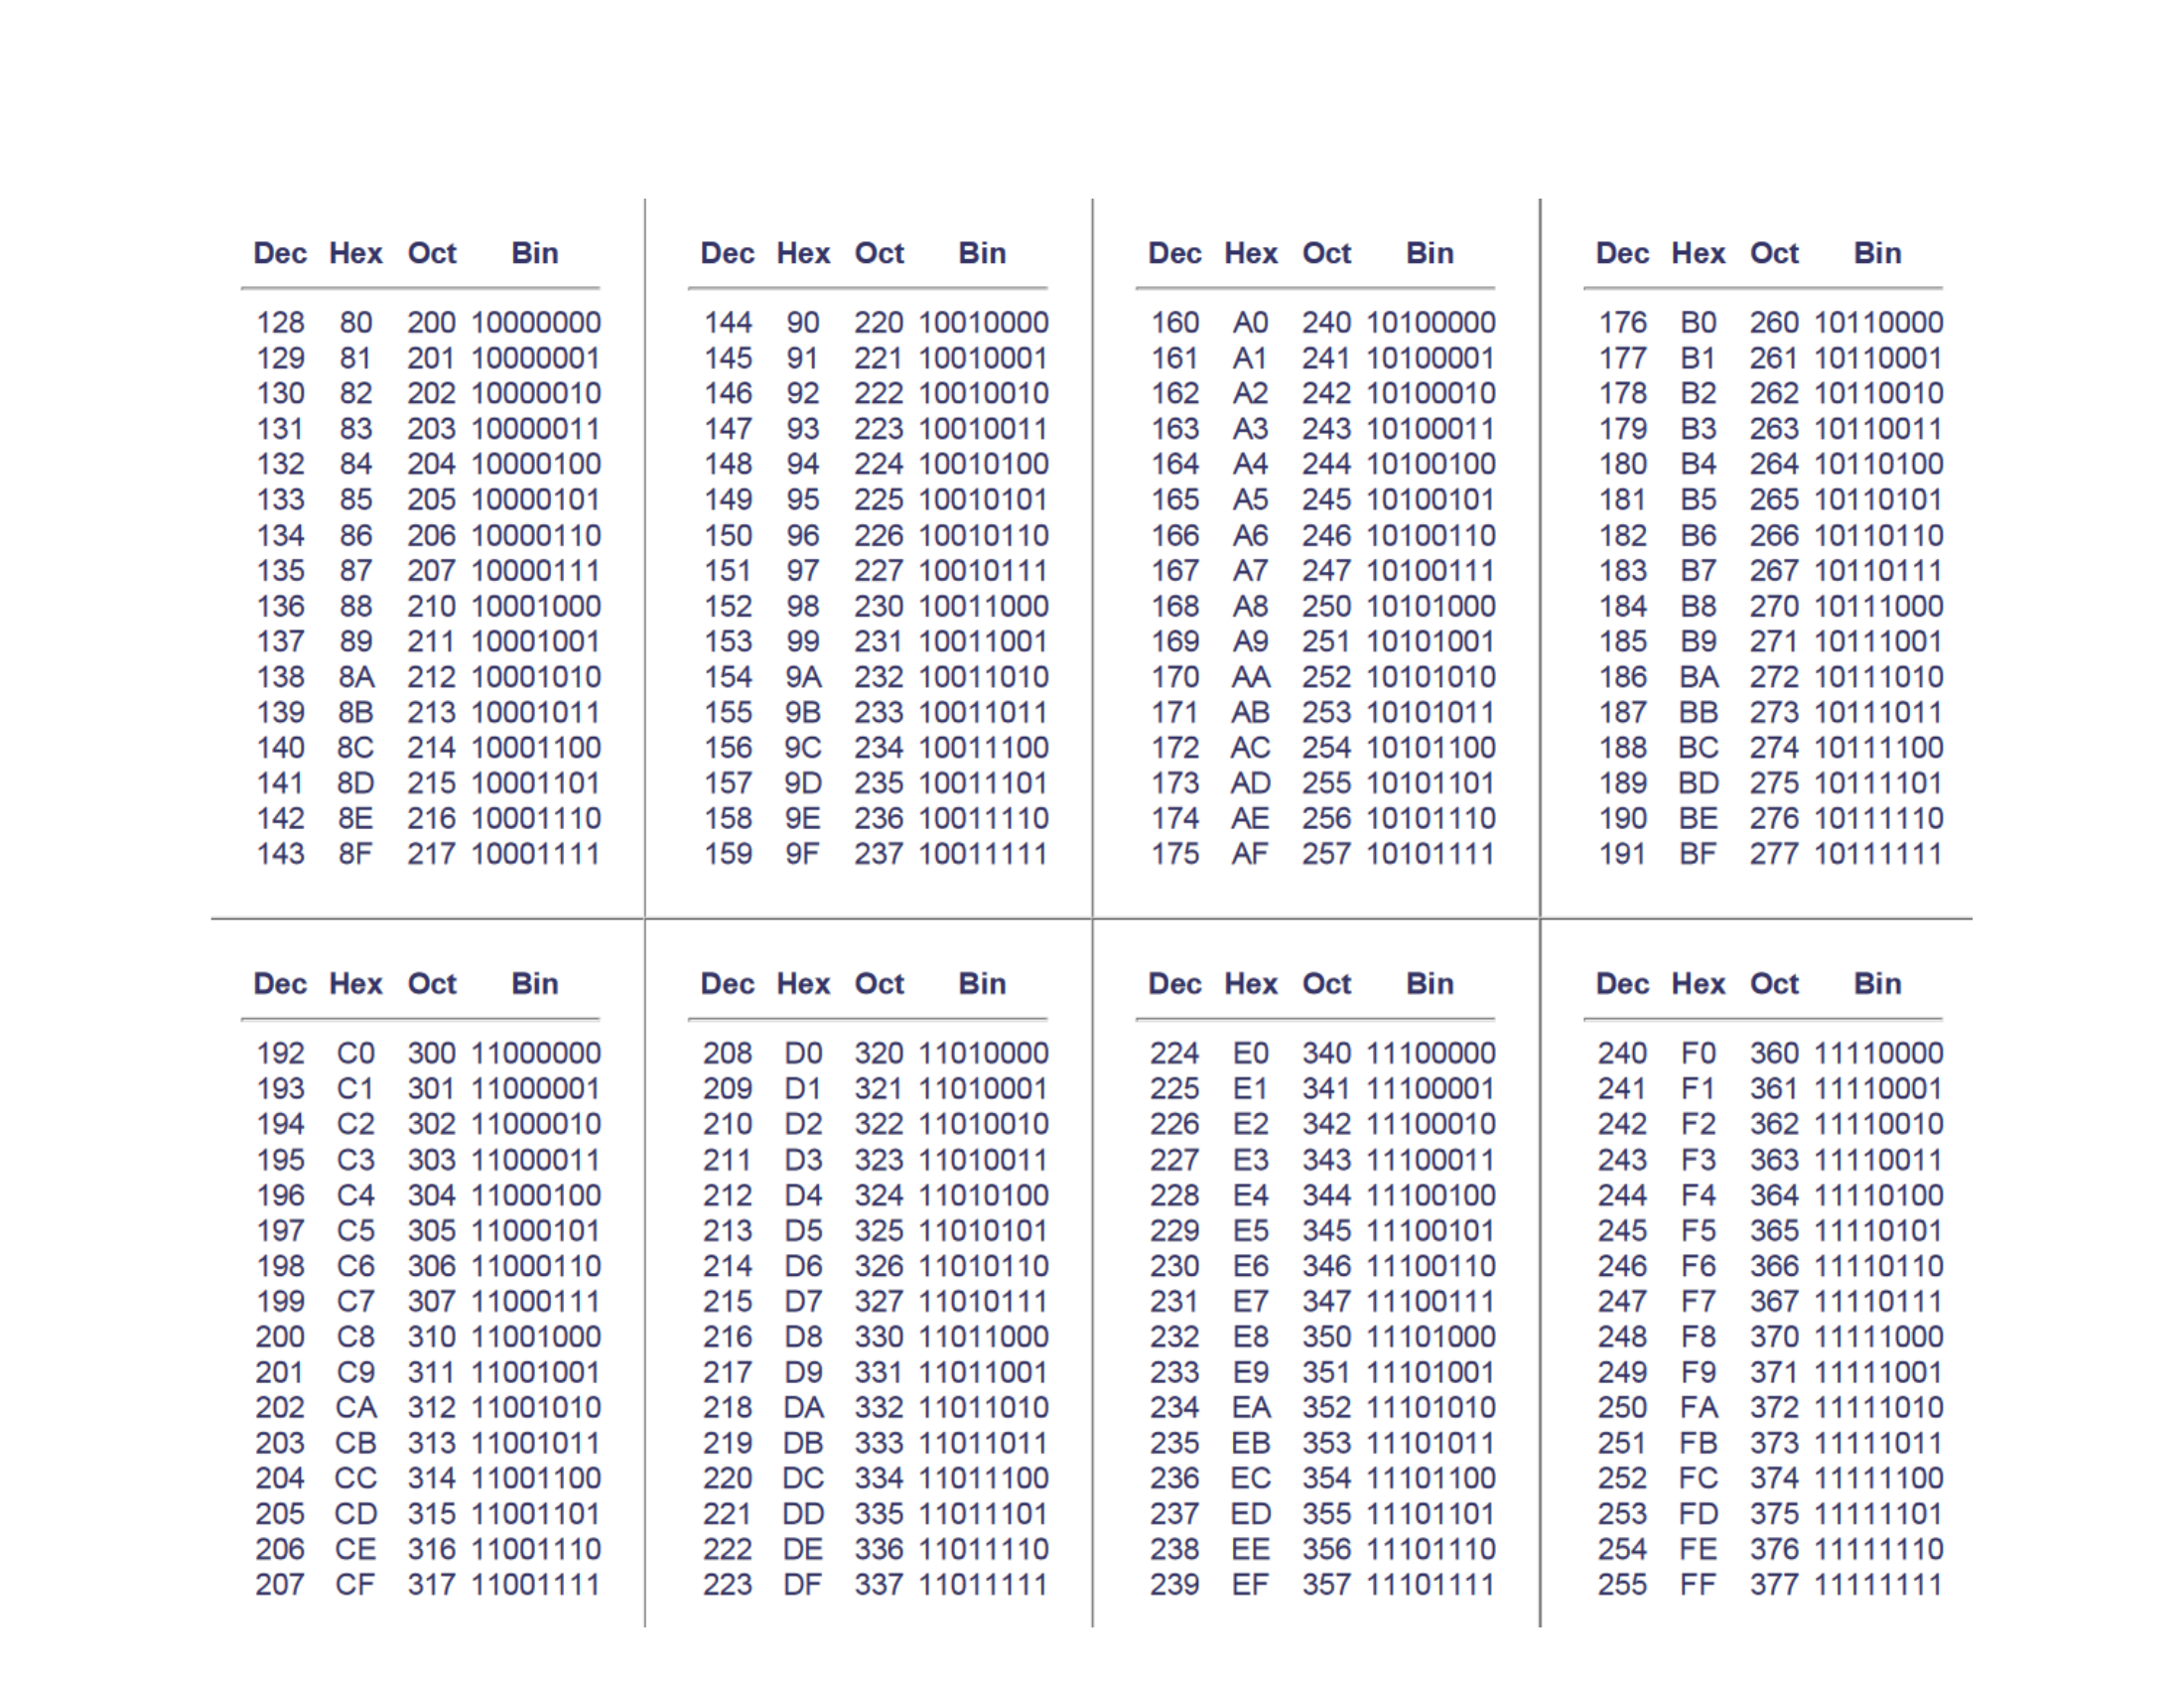 Dec Hex Oct Bin
128 80 200 10000000
129 81 201 10000001
130 82 202 10000010
131 83 203 10000011
132 84 204 10000100
133 85 205 10000101
134 86 206 10000110
135 87 207 10000111
136 88 210 10001000
137 89 211 10001001
138 8A 212 10001010
139 8B 213 10001011
140 8C 214 10001100
141 8D 215 10001101
142 8E 216 10001110
143 8F 217 10001111
Dec Hex Oct Bin
144 90 220 10010000
145 91 221 10010001
146 92 222 10010010
147 93 223 10010011
148 94 224 10010100
149 95 225 10010101
150 96 226 10010110
151 97 227 10010111
152 98 230 10011000
153 99 231 10011001
154 9A 232 10011010
155 9B 233 10011011
156 9C 234 10011100
157 9D 235 10011101
158 9E 236 10011110
159 9F 237 10011111
Dec Hex Oct Bin
160 A0 240 10100000
161 A1 241 10100001
162 A2 242 10100010
163 A3 243 10100011
164 A4 244 10100100
165 A5 245 10100101
166 A6 246 10100110
167 A7 247 10100111
168 A8 250 10101000
169 A9 251 10101001
170 AA 252 10101010
171 AB 253 10101011
172 AC 254 10101100
173 AD 255 10101101
174 AE 256 10101110
175 AF 257 10101111
Dec Hex Oct Bin
176 B0 260 10110000
177 B1 261 10110001
178 B2 262 10110010
179 B3 263 10110011
180 B4 264 10110100
181 B5 265 10110101
182 B6 266 10110110
183 B7 267 10110111
184 B8 270 10111000
185 B9 271 10111001
186 BA 272 10111010
187 BB 273 10111011
188 BC 274 10111100
189 BD 275 10111101
190 BE 276 10111110
191 BF 277 10111111
Dec Hex Oct Bin
192 C0 300 11000000
193 C1 301 11000001
194 C2 302 11000010
195 C3 303 11000011
196 C4 304 11000100
197 C5 305 11000101
198 C6 306 11000110
199 C7 307 11000111
200 C8 310 11001000
201 C9 311 11001001
202 CA 312 11001010
203 CB 313 11001011
204 CC 314 11001100
205 CD 315 11001101
206 CE 316 11001110
207 CF 317 11001111
Dec Hex Oct Bin
208 D0 320 11010000
209 D1 321 11010001
210 D2 322 11010010
211 D3 323 11010011
212 D4 324 11010100
213 D5 325 11010101
214 D6 326 11010110
215 D7 327 11010111
216 D8 330 11011000
217 D9 331 11011001
218 DA 332 11011010
219 DB 333 11011011
220 DC 334 11011100
221 DD 335 11011101
222 DE 336 11011110
223 DF 337 11011111
Dec Hex Oct Bin
224 E0 340 11100000
225 E1 341 11100001
226 E2 342 11100010
227 E3 343 11100011
228 E4 344 11100100
229 E5 345 11100101
230 E6 346 11100110
231 E7 347 11100111
232 E8 350 11101000
233 E9 351 11101001
234 EA 352 11101010
235 EB 353 11101011
236 EC 354 11101100
237 ED 355 11101101
238 EE 356 11101110
239 EF 357 11101111
Dec Hex Oct Bin
240 F0 360 11110000
241 F1 361 11110001
242 F2 362 11110010
243 F3 363 11110011
244 F4 364 11110100
245 F5 365 11110101
246 F6 366 11110110
247 F7 367 11110111
248 F8 370 11111000
249 F9 371 11111001
250 FA 372 11111010
251 FB 373 11111011
252 FC 374 11111100
253 FD 375 11111101
254 FE 376 11111110
255 FF 377 11111111